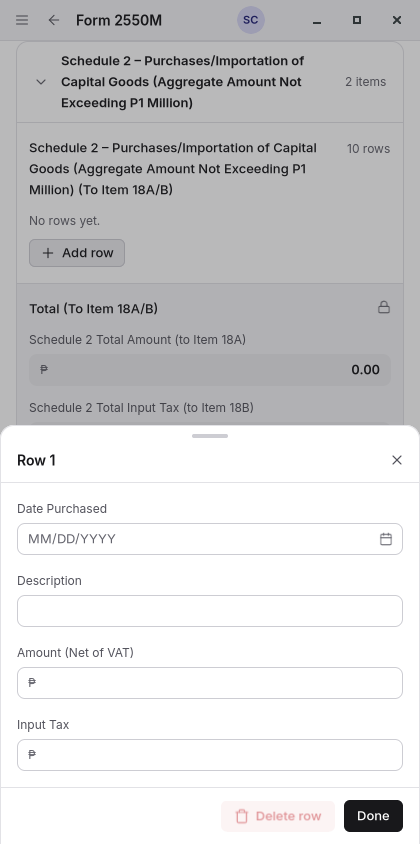 Form 2550M
SC
Schedule 2 – Purchases/Importation of
Capital Goods (Aggregate Amount Not
Exceeding P1 Million)
2 items
Schedule 2 – Purchases/Importation of Capital
Goods (Aggregate Amount Not Exceeding P1
Million) (To Item 18A/B)
10 rows
No rows yet.
Add row
Total (To Item 18A/B)
Schedule 2 Total Amount (to Item 18A)
₱ 0.00
Schedule 2 Total Input Tax (to Item 18B)
Row 1
Date Purchased
MM/DD/YYYY
Description
Amount (Net of VAT)
₱
Input Tax
₱
Delete row
Done